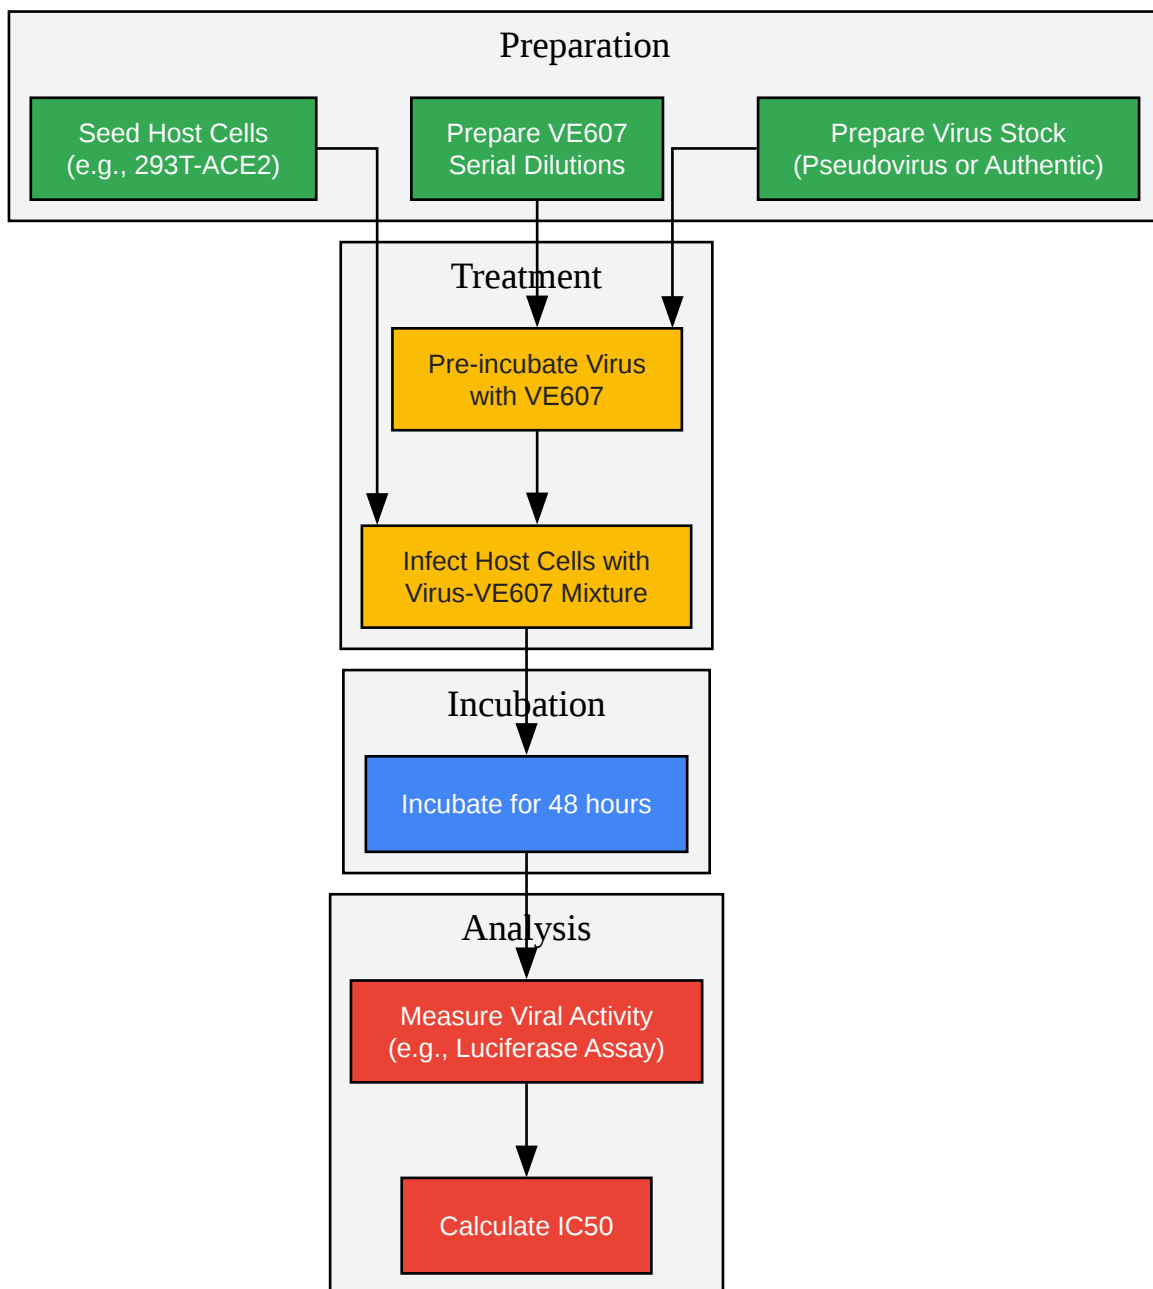 Preparation
Seed Host Cells
(e.g., 293T-ACE2)
Prepare VE607
Serial Dilutions
Prepare Virus Stock
(Pseudovirus or Authentic)
Treatment
Pre-incubate Virus
with VE607
Infect Host Cells with
Virus-VE607 Mixture
Incubation
Incubate for 48 hours
Analysis
Measure Viral Activity
(e.g., Luciferase Assay)
Calculate IC50